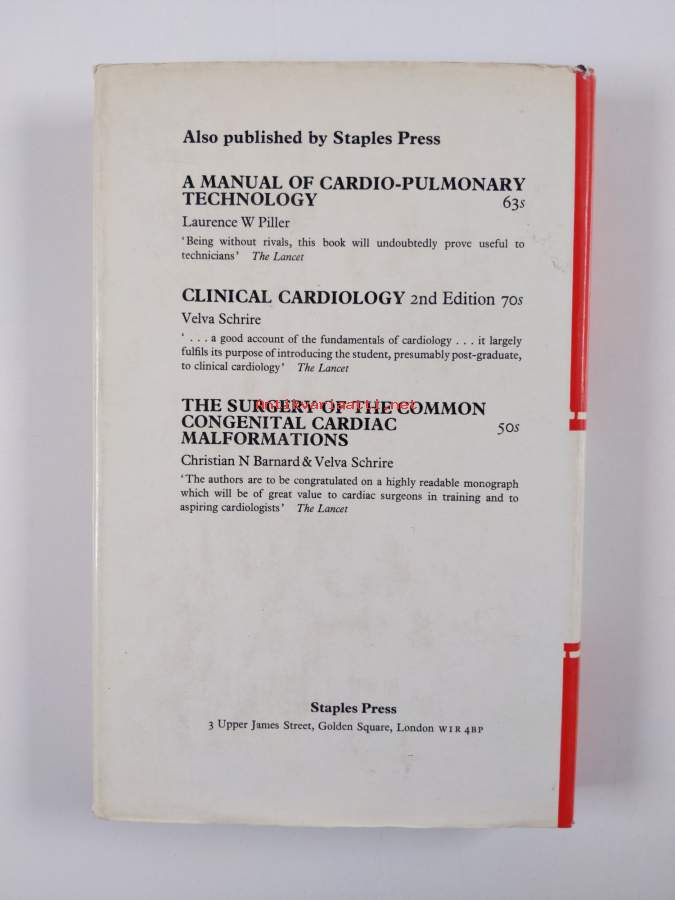 Also published by Staples Press
A MANUAL OF CARDIO-PULMONARY
TECHNOLOGY 63s
Laurence W Piller
‘Being without rivals, this book will undoubtedly prove useful to
technicians’ The Lancet
CLINICAL CARDIOLOGY 2nd Edition 70s
Velva Schrire
‘ . . . a good account of the fundamentals of cardiology . . . it largely
fulfils its purpose of introducing the student, presumably post-graduate,
to clinical cardiology’ The Lancet
THE SURGERY OF THE COMMON
antikvariaatti.net
CONGENITAL CARDIAC 50s
MALFORMATIONS
Christian N Barnard & Velva Schrire
‘The authors are to be congratulated on a highly readable monograph
which will be of great value to cardiac surgeons in training and to
aspiring cardiologists’ The Lancet
Staples Press
3 Upper James Street, Golden Square, London W1R 4BP